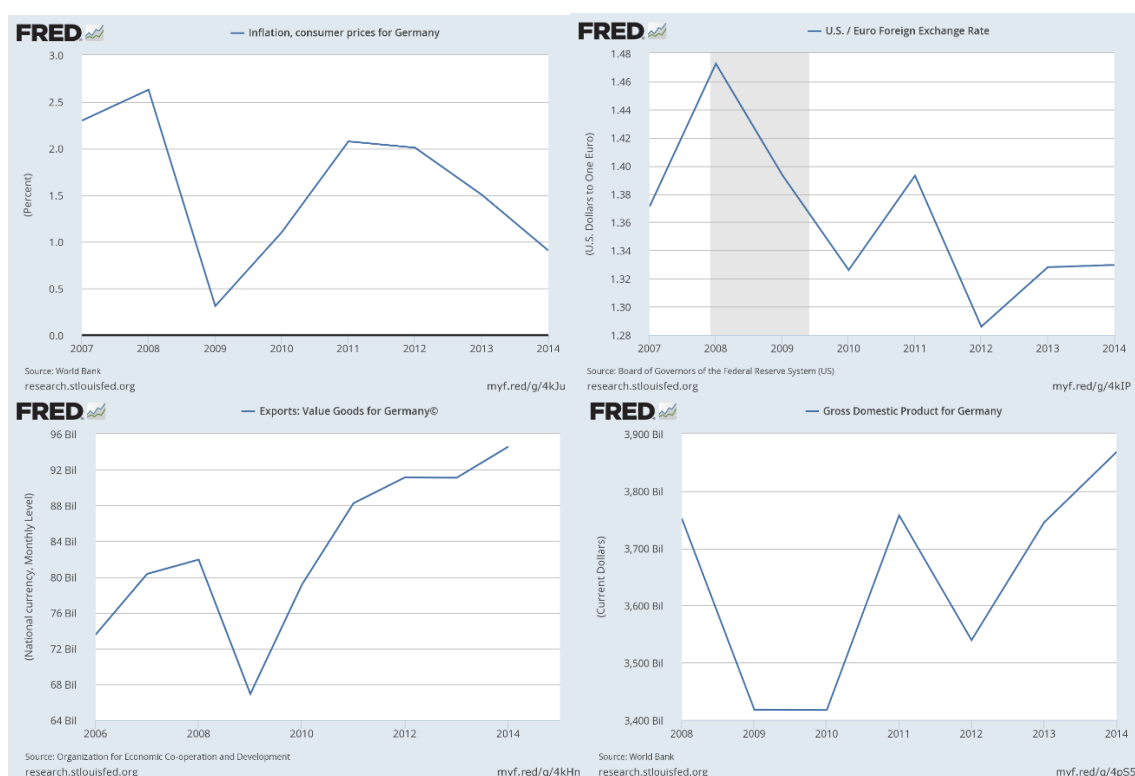 FRED
Inflation, consumer prices for Germany
3.0
2.5
2.0
1.5
1.0
0.5
0.0
(Percent)
2007 2008 2009 2010 2011 2012 2013 2014
Source: World Bank
research.stlouisfed.org
myf.red/g/4kJu
FRED
U.S. / Euro Foreign Exchange Rate
1.48
1.46
1.44
1.42
1.40
1.38
1.36
1.34
1.32
1.30
1.28
(U.S. Dollars to One Euro)
2007 2008 2009 2010 2011 2012 2013 2014
Source: Board of Governors of the Federal Reserve System (US)
research.stlouisfed.org
myf.red/g/4kIP
FRED
Exports: Value Goods for Germany©
96 Bil
92 Bil
88 Bil
84 Bil
80 Bil
76 Bil
72 Bil
68 Bil
64 Bil
(National currency, Monthly Level)
2006 2008 2010 2012 2014
Source: Organization for Economic Co-operation and Development
research.stlouisfed.org
myf.red/g/4kHn
FRED
Gross Domestic Product for Germany
3,900 Bil
3,800 Bil
3,700 Bil
3,600 Bil
3,500 Bil
3,400 Bil
(Current Dollars)
2008 2009 2010 2011 2012 2013 2014
Source: World Bank
research.stlouisfed.org
myf.red/g/4pS5